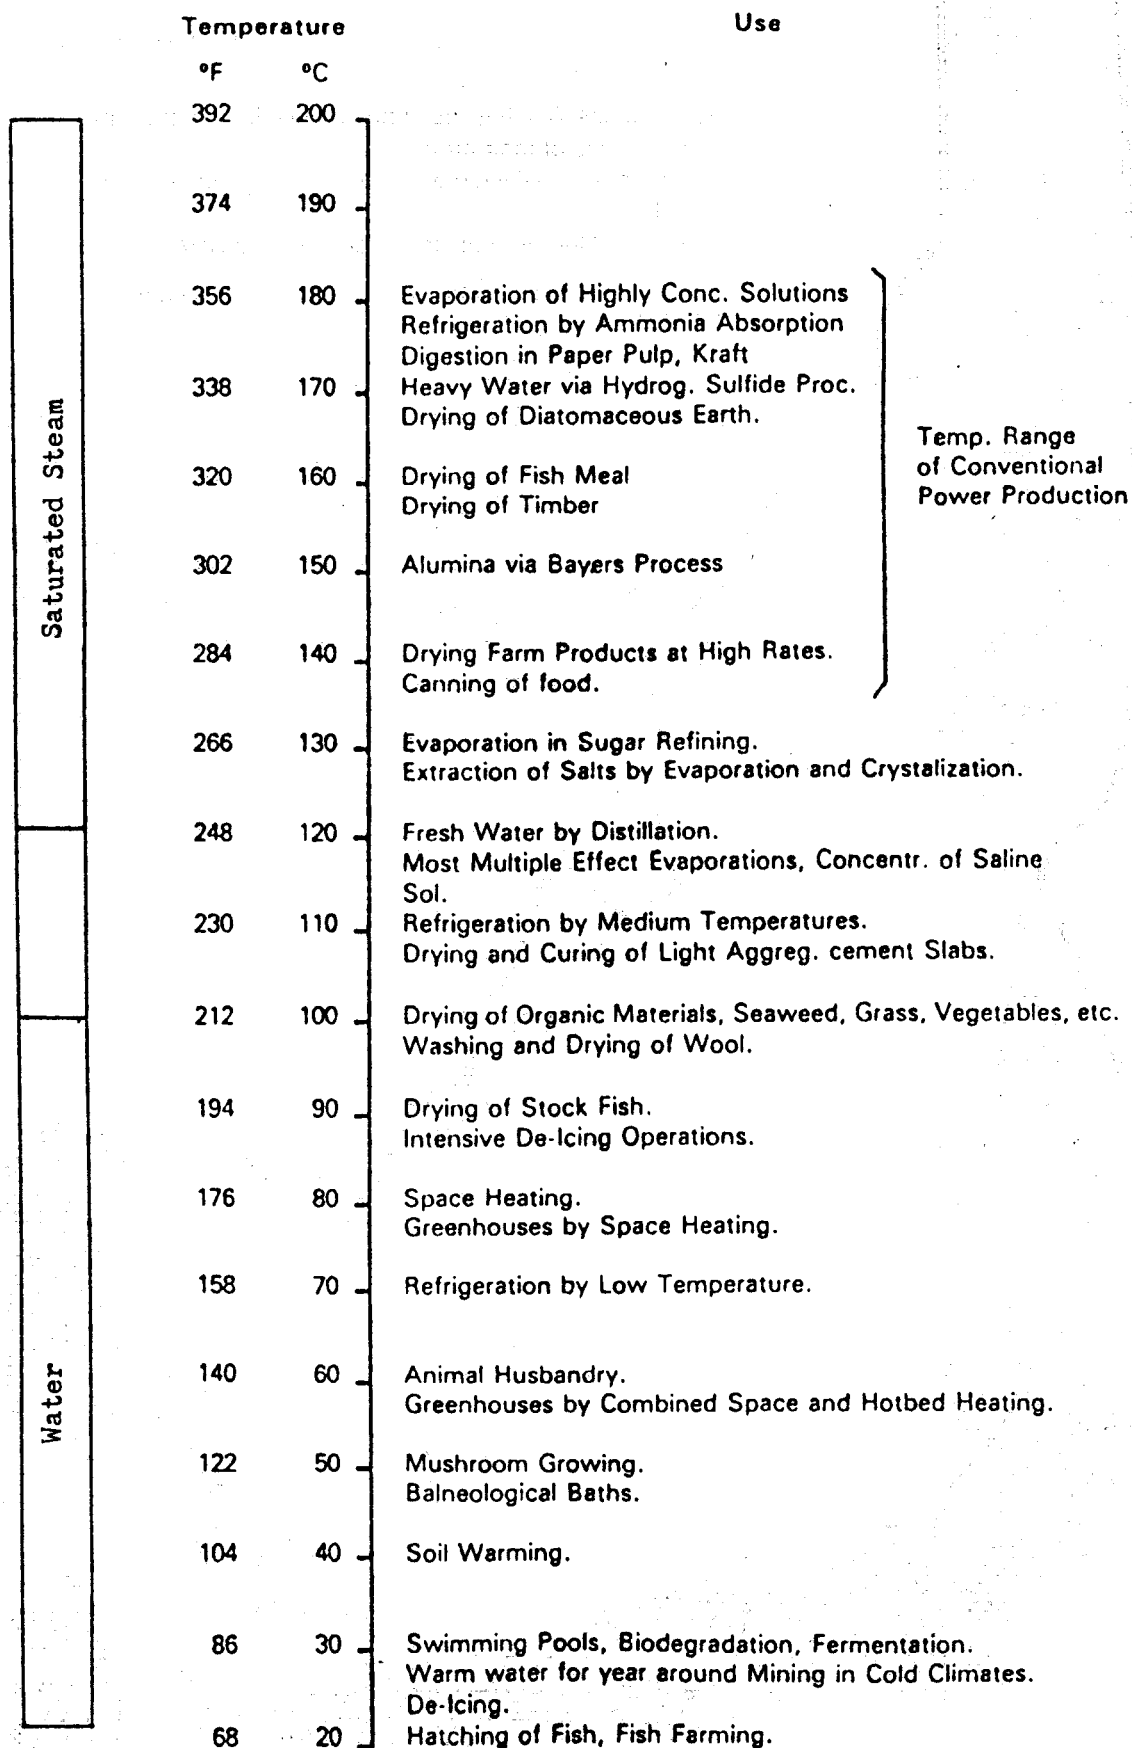 Temperature Use
°F °C
392 200
374 190
356 180 Evaporation of Highly Conc. Solutions
Refrigeration by Ammonia Absorption
Digestion in Paper Pulp, Kraft
338 170 Heavy Water via Hydrog. Sulfide Proc.
Drying of Diatomaceous Earth.
Temp. Range
of Conventional
Power Production
320 160 Drying of Fish Meal
Drying of Timber
302 150 Alumina via Bayers Process
284 140 Drying Farm Products at High Rates.
Canning of food.
266 130 Evaporation in Sugar Refining.
Extraction of Salts by Evaporation and Crystalization.
248 120 Fresh Water by Distillation.
Most Multiple Effect Evaporations, Concentr. of Saline
Sol.
230 110 Refrigeration by Medium Temperatures.
Drying and Curing of Light Aggreg. cement Slabs.
212 100 Drying of Organic Materials, Seaweed, Grass, Vegetables, etc.
Washing and Drying of Wool.
194 90 Drying of Stock Fish.
Intensive De-Icing Operations.
176 80 Space Heating.
Greenhouses by Space Heating.
158 70 Refrigeration by Low Temperature.
140 60 Animal Husbandry.
Greenhouses by Combined Space and Hotbed Heating.
122 50 Mushroom Growing.
Balneological Baths.
104 40 Soil Warming.
86 30 Swimming Pools, Biodegradation, Fermentation.
Warm water for year around Mining in Cold Climates.
De-Icing.
68 20 Hatching of Fish, Fish Farming.
Saturated Steam
Water